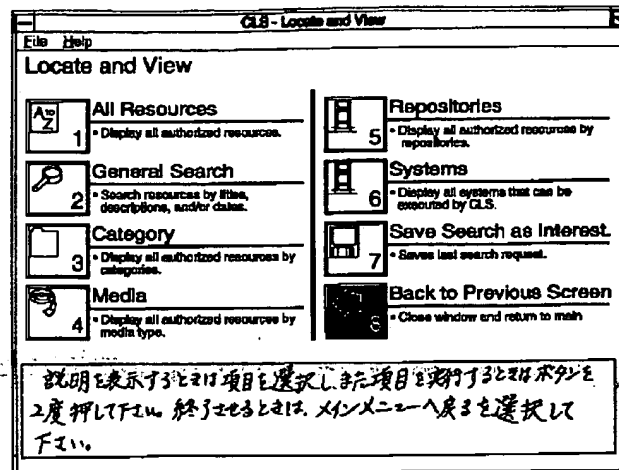 CLS - Locate and View
File Help
Locate and View
A to Z
1
All Resources
• Display all authorized resources.
2
General Search
• Search resources by titles,
descriptions, and/or dates.
3
Category
• Display all authorized resources by
categories.
4
Media
• Display all authorized resources by
media type.
5
Repositories
• Display all authorized resources by
repositories.
6
Systems
• Display all systems that can be
executed by CLS.
7
Save Search as Interest.
• Saves last search request.
8
Back to Previous Screen
• Close window and return to main
説明を表示するときは項目を選択し、また項目を実行するときはボタンを
2度押して下さい。終了させるときは、メインメニューへ戻るを選択して
下さい。